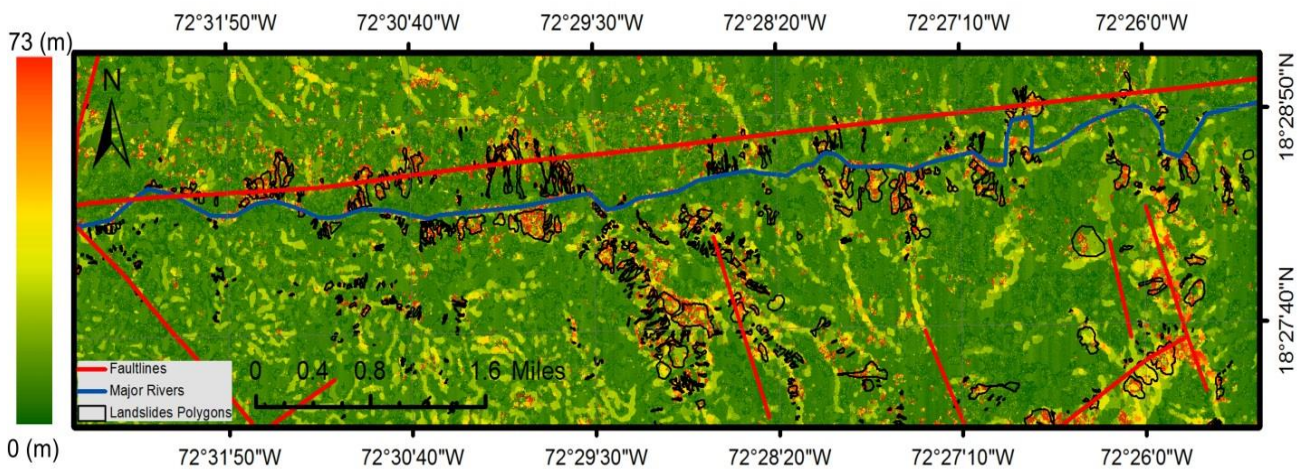 72°31'50"W 72°30'40"W 72°29'30"W 72°28'20"W 72°27'10"W 72°26'0"W
73 (m)
N
18°28'50"N
18°27'40"N
Faultlines
Major Rivers
Landslides Polygons
0 0.4 0.8 1.6 Miles
0 (m)
72°31'50"W 72°30'40"W 72°29'30"W 72°28'20"W 72°27'10"W 72°26'0"W